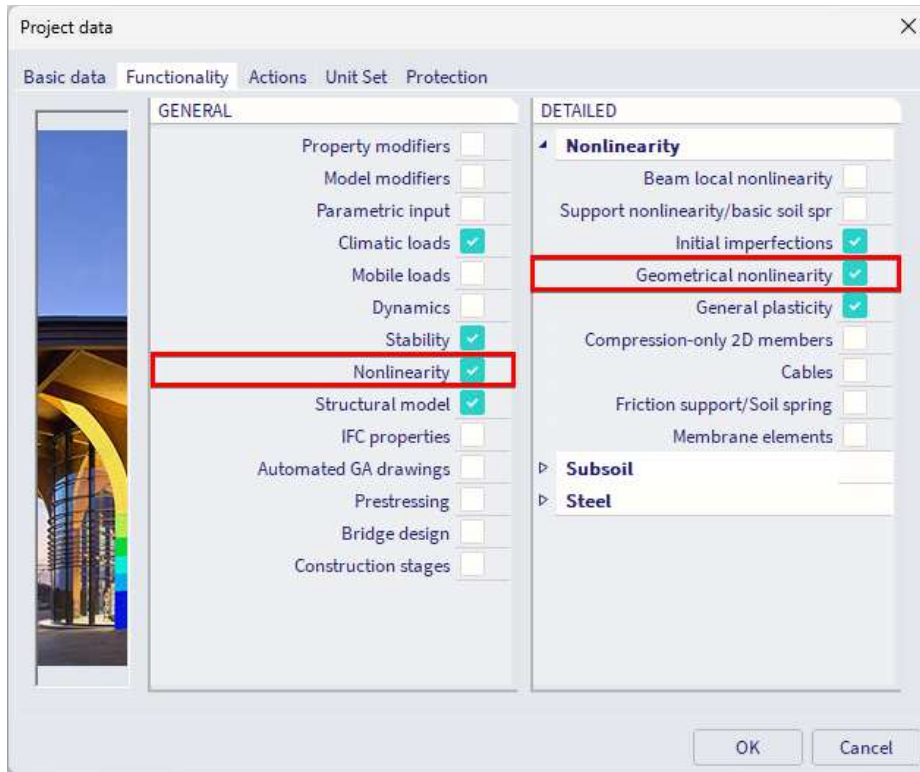 Project data
Basic data Functionality Actions Unit Set Protection
GENERAL
Property modifiers
Model modifiers
Parametric input
Climatic loads
Mobile loads
Dynamics
Stability
Nonlinearity
Structural model
IFC properties
Automated GA drawings
Prestressing
Bridge design
Construction stages
DETAILED
Nonlinearity
Beam local nonlinearity
Support nonlinearity/basic soil spr
Initial imperfections
Geometrical nonlinearity
General plasticity
Compression-only 2D members
Cables
Friction support/Soil spring
Membrane elements
Subsoil
Steel
OK Cancel